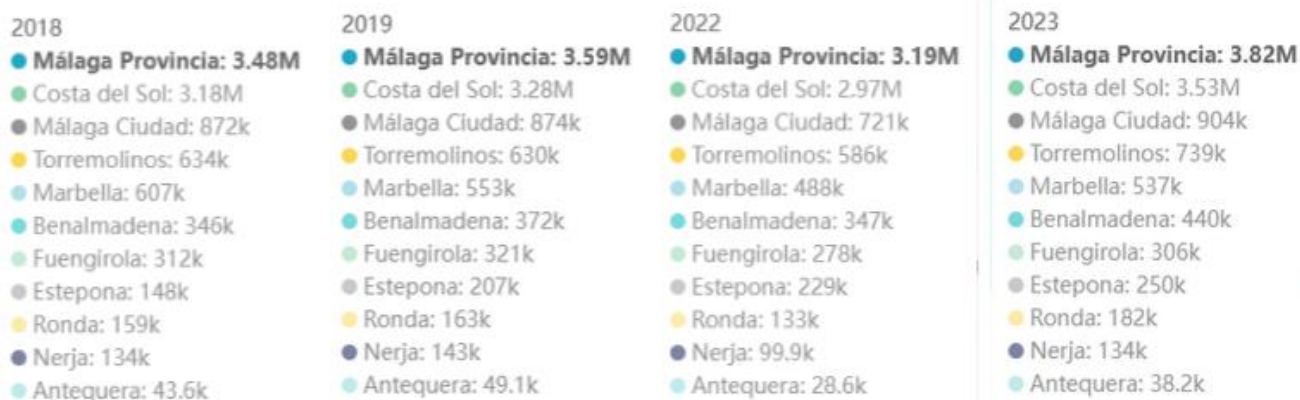 2018
Málaga Provincia: 3.48M
Costa del Sol: 3.18M
Málaga Ciudad: 872k
Torremolinos: 634k
Marbella: 607k
Benalmadena: 346k
Fuengirola: 312k
Estepona: 148k
Ronda: 159k
Nerja: 134k
Antequera: 43.6k
2019
Málaga Provincia: 3.59M
Costa del Sol: 3.28M
Málaga Ciudad: 874k
Torremolinos: 630k
Marbella: 553k
Benalmadena: 372k
Fuengirola: 321k
Estepona: 207k
Ronda: 163k
Nerja: 143k
Antequera: 49.1k
2022
Málaga Provincia: 3.19M
Costa del Sol: 2.97M
Málaga Ciudad: 721k
Torremolinos: 586k
Marbella: 488k
Benalmadena: 347k
Fuengirola: 278k
Estepona: 229k
Ronda: 133k
Nerja: 99.9k
Antequera: 28.6k
2023
Málaga Provincia: 3.82M
Costa del Sol: 3.53M
Málaga Ciudad: 904k
Torremolinos: 739k
Marbella: 537k
Benalmadena: 440k
Fuengirola: 306k
Estepona: 250k
Ronda: 182k
Nerja: 134k
Antequera: 38.2k